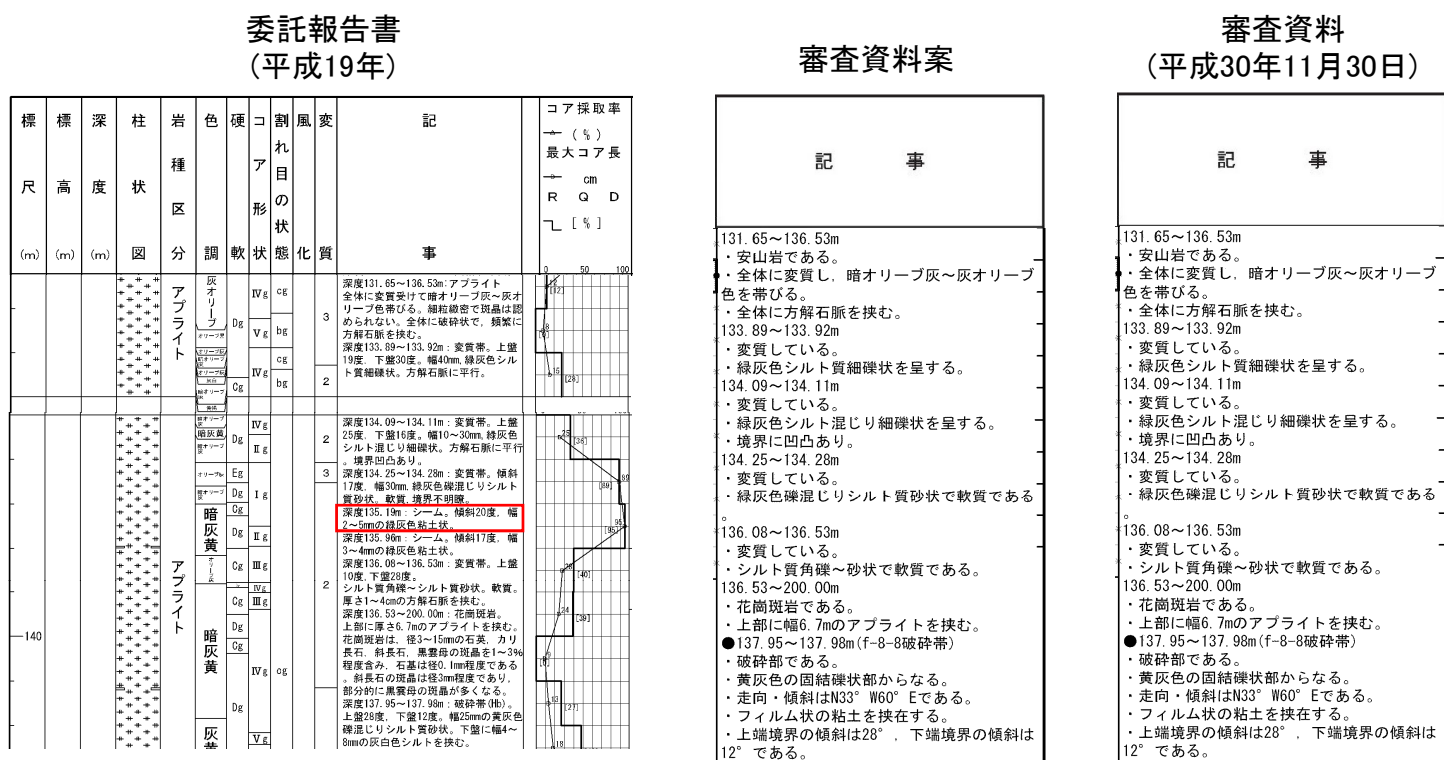 委託報告書
(平成19年)
審査資料案
審査資料
(平成30年11月30日)
標尺(m)
標高(m)
深度(m)
柱状図
岩種区分
色調
硬軟
コア形状
割れ目の状態
風化
変質
記事
コア採取率
(%)
最大コア長
cm
R Q D
[%]
0 50 100
アプライト
灰オリーブ
Dg
Cg
Ⅳg
Ⅴg
Ⅳg
cg
bg
cg
bg
3
2
深度131.65～136.53m:アプライト
全体に変質受けて暗オリーブ灰～灰オ
リーブ色帯びる。細粒緻密で斑晶は認
められない。全体に破砕状で，頻繁に
方解石脈を挟む。
深度133.89～133.92m：変質帯。上盤
19度，下盤30度。幅40mm,緑灰色シル
ト質細礫状。方解石脈に平行。
アプライト
暗灰黄
暗灰黄
暗灰黄
灰黄
Dg
Eg
Dg
Cg
Dg
Cg
Cg
Dg
Cg
Dg
Ⅳg
Ⅱg
Ⅰg
Ⅱg
Ⅲg
Ⅳg
Ⅲg
Ⅳg
Ⅴg
cg
2
3
2
140
深度134.09～134.11m：変質帯。上盤
25度，下盤16度。幅10～30mm,緑灰色
シルト混じり細礫状。方解石脈に平行
。境界凹凸あり。
深度134.25～134.28m：変質帯。傾斜
17度，幅30mm,緑灰色礫混じりシルト
質砂状。軟質,境界不明瞭。
深度135.19m：シーム。傾斜20度，幅
2～5mmの緑灰色粘土状。
深度135.96m：シーム。傾斜17度，幅
3～4mmの緑灰色粘土状。
深度136.08～136.53m：変質帯。上盤
10度,下盤28度。
シルト質角礫～シルト質砂状。軟質。
厚さ1～4cmの方解石脈を挟む。
深度136.53～200.00m：花崗斑岩。
上部に厚さ6.7mのアプライトを挟む。
花崗斑岩は，径3～15mmの石英，カリ
長石，斜長石，黒雲母の斑晶を1～3%
程度含み，石基は径0.1mm程度である
。斜長石の斑晶は径3mm程度であり，
部分的に黒雲母の斑晶が多くなる。
深度137.95～137.98m：破砕帯(Hb)。
上盤28度，下盤12度。幅25mmの黄灰色
礫混じりシルト質砂状。下盤に幅4～
8mmの灰白色シルトを挟む。
記事
131.65～136.53m
・安山岩である。
・全体に変質し，暗オリーブ灰～灰オリーブ
色を帯びる。
・全体に方解石脈を挟む。
133.89～133.92m
・変質している。
・緑灰色シルト質細礫状を呈する。
134.09～134.11m
・変質している。
・緑灰色シルト混じり細礫状を呈する。
・境界に凹凸あり。
134.25～134.28m
・変質している。
・緑灰色礫混じりシルト質砂状で軟質である
。
136.08～136.53m
・変質している。
・シルト質角礫～砂状で軟質である。
136.53～200.00m
・花崗斑岩である。
・上部に幅6.7mのアプライトを挟む。
●137.95～137.98m(f-8-8破砕帯)
・破砕部である。
・黄灰色の固結礫状部からなる。
・走向・傾斜はN33°W60°Eである。
・フィルム状の粘土を挟在する。
・上端境界の傾斜は28°，下端境界の傾斜は
12°である。
記事
131.65～136.53m
・安山岩である。
・全体に変質し，暗オリーブ灰～灰オリーブ
色を帯びる。
・全体に方解石脈を挟む。
133.89～133.92m
・変質している。
・緑灰色シルト質細礫状を呈する。
134.09～134.11m
・変質している。
・緑灰色シルト混じり細礫状を呈する。
・境界に凹凸あり。
134.25～134.28m
・変質している。
・緑灰色礫混じりシルト質砂状で軟質である
。
136.08～136.53m
・変質している。
・シルト質角礫～砂状で軟質である。
136.53～200.00m
・花崗斑岩である。
・上部に幅6.7mのアプライトを挟む。
●137.95～137.98m(f-8-8破砕帯)
・破砕部である。
・黄灰色の固結礫状部からなる。
・走向・傾斜はN33°W60°Eである。
・フィルム状の粘土を挟在する。
・上端境界の傾斜は28°，下端境界の傾斜は
12°である。